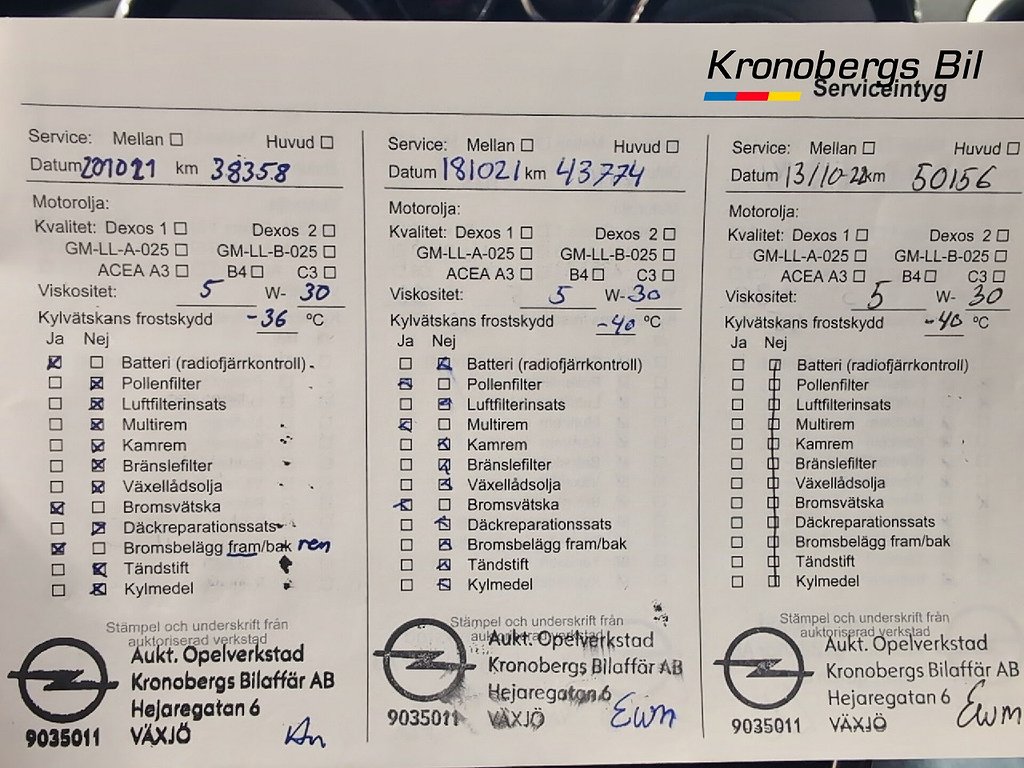 Kronobergs Bil
Serviceintyg
Service: Mellan ☐ Huvud ☐
Datum 201021 km 38358
Motorolja:
Kvalitet: Dexos 1 ☐ Dexos 2 ☐
GM-LL-A-025 ☐ GM-LL-B-025 ☐
ACEA A3 ☐ B4 ☐ C3 ☐
Viskositet: 5 W- 30
Kylvätskans frostskydd -36 °C
Ja Nej
☒ ☐ Batteri (radiofjärrkontroll)
☐ ☒ Pollenfilter
☐ ☒ Luftfilterinsats
☐ ☒ Multirem
☐ ☒ Kamrem
☐ ☒ Bränslefilter
☐ ☒ Växellådsolja
☒ ☐ Bromsvätska
☐ ☒ Däckreparationssats
☒ ☐ Bromsbelägg fram/bak ren
☐ ☒ Tändstift
☐ ☒ Kylmedel
Stämpel och underskrift från
auktoriserad verkstad
Aukt. Opelverkstad
Kronobergs Bilaffär AB
Hejaregatan 6
9035011 VÄXJÖ
Service: Mellan ☐ Huvud ☐
Datum 181021 km 43774
Motorolja:
Kvalitet: Dexos 1 ☐ Dexos 2 ☐
GM-LL-A-025 ☐ GM-LL-B-025 ☐
ACEA A3 ☐ B4 ☐ C3 ☐
Viskositet: 5 W- 30
Kylvätskans frostskydd -40 °C
Ja Nej
☐ ☒ Batteri (radiofjärrkontroll)
☒ ☐ Pollenfilter
☐ ☒ Luftfilterinsats
☒ ☐ Multirem
☐ ☒ Kamrem
☐ ☒ Bränslefilter
☐ ☒ Växellådsolja
☒ ☐ Bromsvätska
☐ ☒ Däckreparationssats
☐ ☒ Bromsbelägg fram/bak
☐ ☒ Tändstift
☐ ☒ Kylmedel
Stämpel och underskrift från
auktoriserad verkstad
Aukt. Opelverkstad
Kronobergs Bilaffär AB
Hejaregatan 6
9035011 VÄXJÖ Ewm
Service: Mellan ☐ Huvud ☐
Datum 13/10-22 km 50156
Motorolja:
Kvalitet: Dexos 1 ☐ Dexos 2 ☐
GM-LL-A-025 ☐ GM-LL-B-025 ☐
ACEA A3 ☐ B4 ☐ C3 ☐
Viskositet: 5 W- 30
Kylvätskans frostskydd -40 °C
Ja Nej
☐ ☐ Batteri (radiofjärrkontroll)
☐ ☐ Pollenfilter
☐ ☐ Luftfilterinsats
☐ ☐ Multirem
☐ ☐ Kamrem
☐ ☐ Bränslefilter
☐ ☐ Växellådsolja
☐ ☐ Bromsvätska
☐ ☐ Däckreparationssats
☐ ☐ Bromsbelägg fram/bak
☐ ☐ Tändstift
☐ ☐ Kylmedel
Stämpel och underskrift från
auktoriserad verkstad
Aukt. Opelverkstad
Kronobergs Bilaffär AB
Hejaregatan 6
9035011 VÄXJÖ Ewm